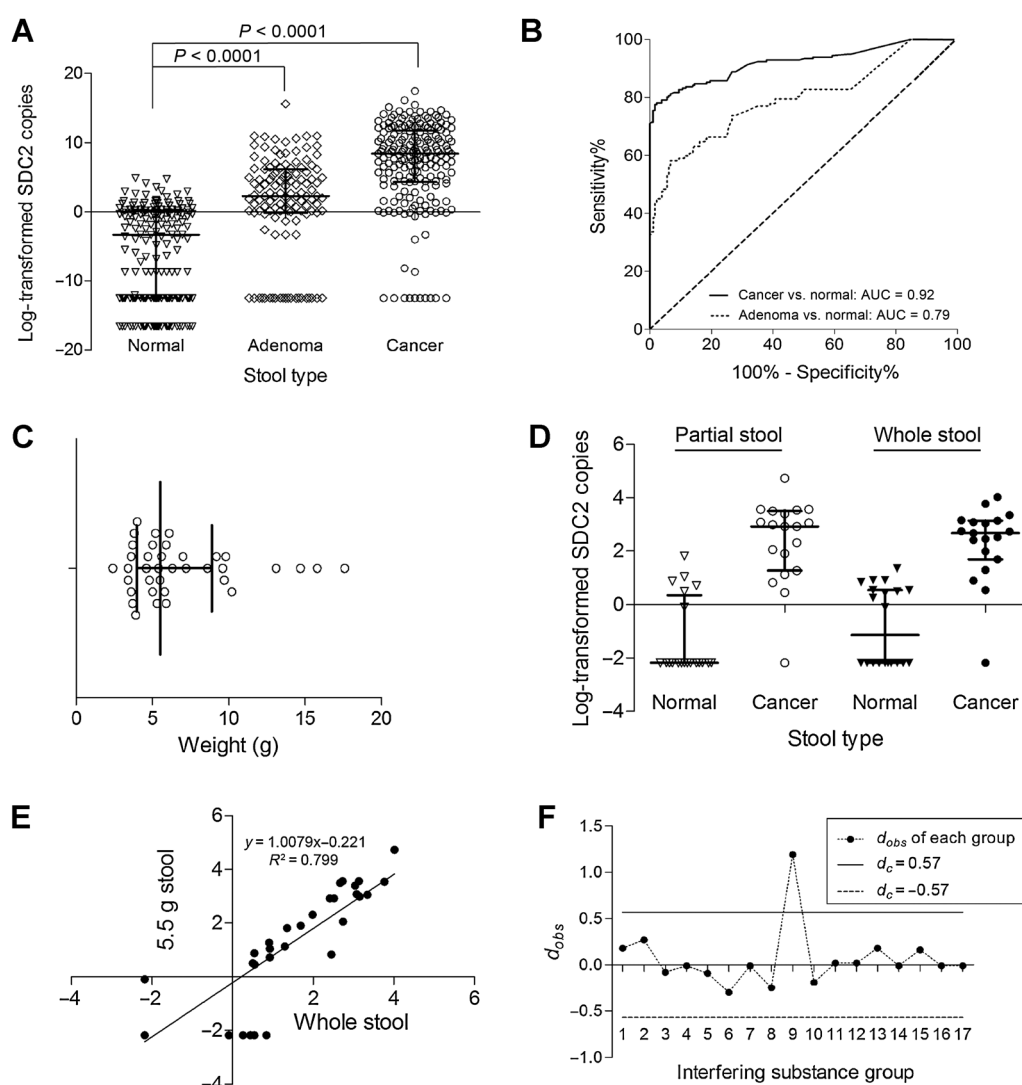 A
P < 0.0001
P < 0.0001
Log-transformed SDC2 copies
20
10
0
−10
−20
Normal
Adenoma
Cancer
Stool type
B
Sensitivity%
100
80
60
40
20
0
Cancer vs. normal: AUC = 0.92
Adenoma vs. normal: AUC = 0.79
0
20
40
60
80
100
100% - Specificity%
C
0
5
10
15
20
Weight (g)
D
Partial stool
Whole stool
Log-transformed SDC2 copies
6
4
2
0
−2
−4
Normal
Cancer
Normal
Cancer
Stool type
E
y = 1.0079x−0.221
R² = 0.799
5.5 g stool
6
4
2
−4
−2
2
4
6
Whole stool
−2
−4
F
d_obs of each group
d_c = 0.57
d_c = −0.57
d_obs
1.5
1.0
0.5
0.0
−0.5
−1.0
1 2 3 4 5 6 7 8 9 10 11 12 13 14 15 16 17
Interfering substance group